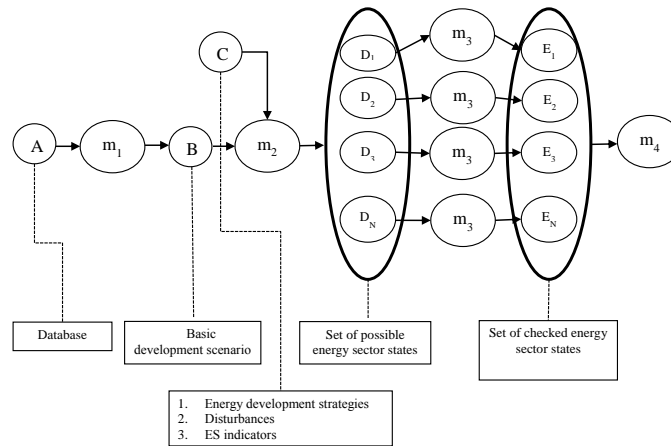 C
D1
m3
E1
D2
m3
E2
A
m1
B
m2
D3
m3
E3
m4
DN
m3
EN
Database
Basic
development scenario
Set of possible
energy sector states
Set of checked energy
sector states
1. Energy development strategies
2. Disturbances
3. ES indicators